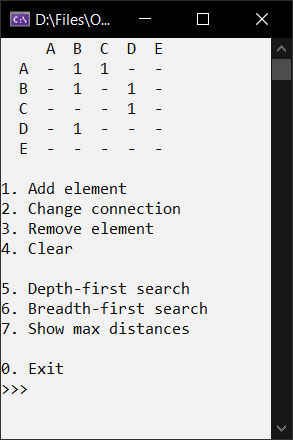 D:\Files\O...
A B C D E
A - 1 1 - -
B - 1 - 1 -
C - - - 1 -
D - 1 - - -
E - - - - -
1. Add element
2. Change connection
3. Remove element
4. Clear
5. Depth-first search
6. Breadth-first search
7. Show max distances
0. Exit
>>>